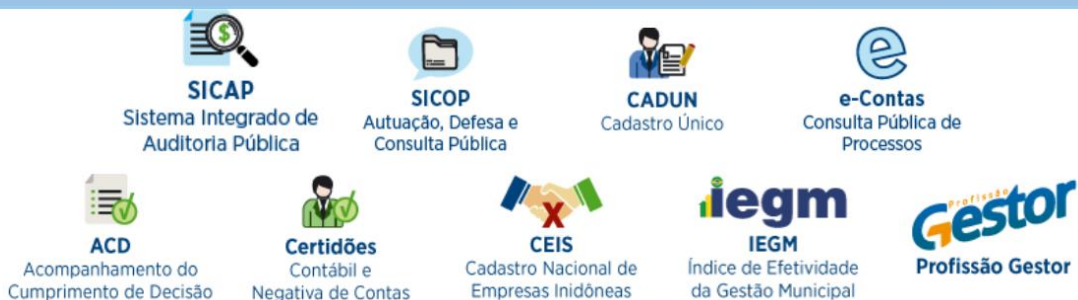 SICAP
Sistema Integrado de
Auditoria Pública
SICOP
Autuação, Defesa e
Consulta Pública
CADUN
Cadastro Único
e
e-Contas
Consulta Pública de
Processos
ACD
Acompanhamento do
Cumprimento de Decisão
Certidões
Contábil e
Negativa de Contas
X
CEIS
Cadastro Nacional de
Empresas Inidôneas
iegm
IEGM
Índice de Efetividade
da Gestão Municipal
Profissão
Gestor
Profissão Gestor